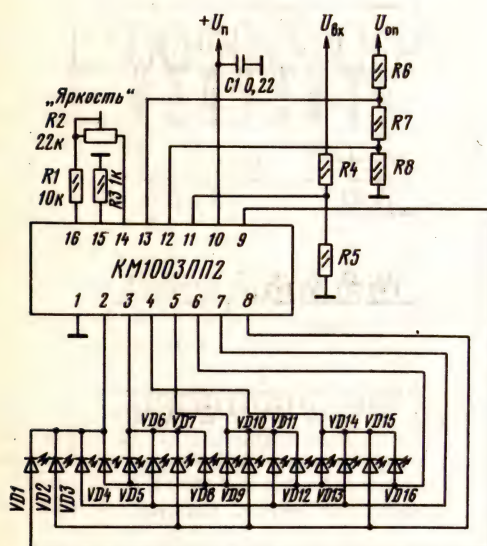 +Uп Uвх Uоп
C1 0,22
R6
„Яркость"
R2
22к
R7
R1
10к
R3 1к
R4
R8
16 15 14 13 12 11 10 9
КМ1003ПП2
R5
1 2 3 4 5 6 7 8
VD6 VD7 VD10 VD11 VD14 VD15
VD1 VD2 VD3 VD4 VD5 VD8 VD9 VD12 VD13 VD16